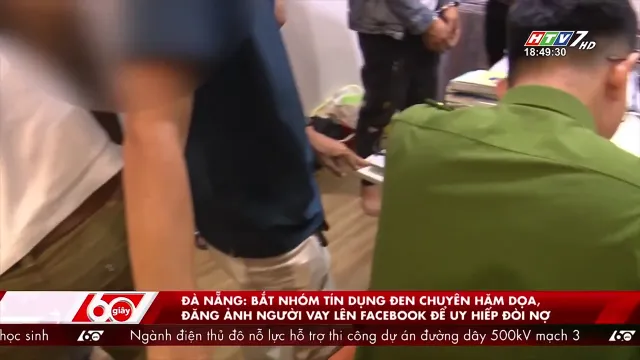 HTV7 HD
18:49:30
60 giây
ĐÀ NẴNG: BẮT NHÓM TÍN DỤNG ĐEN CHUYÊN HĂM DỌA,
ĐĂNG ẢNH NGƯỜI VAY LÊN FACEBOOK ĐỂ UY HIẾP ĐÒI NỢ
học sinh
Ngành điện thủ đô nỗ lực hỗ trợ thi công dự án đường dây 500kV mạch 3
60